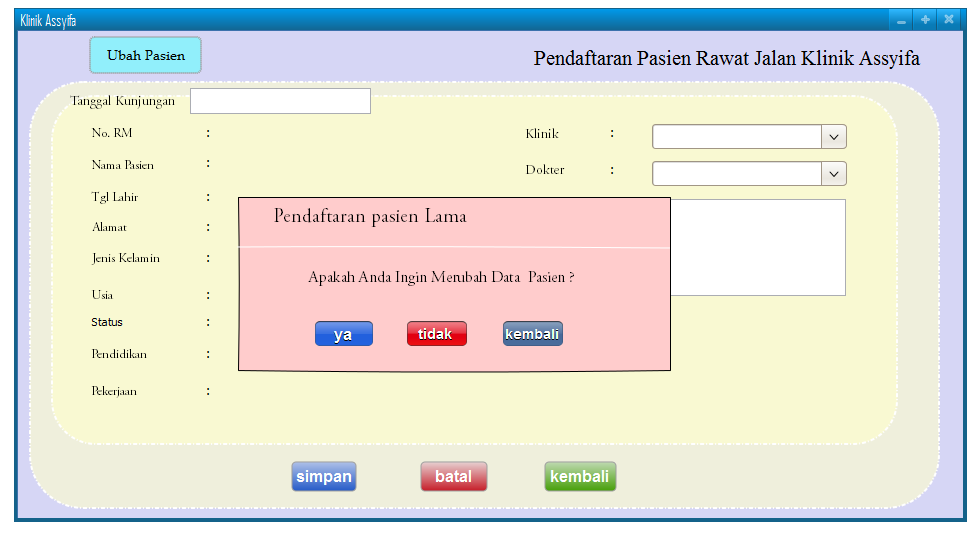 Klinik Assyifa
Ubah Pasien
Pendaftaran Pasien Rawat Jalan Klinik Assyifa
Tanggal Kunjungan
No. RM :
Klinik :
Nama Pasien :
Dokter :
Tgl Lahir :
Alamat :
Jenis Kelamin :
Usia :
Status :
Pendidikan :
Pekerjaan :
Pendaftaran pasien Lama
Apakah Anda Ingin Merubah Data Pasien ?
ya tidak kembali
simpan batal kembali